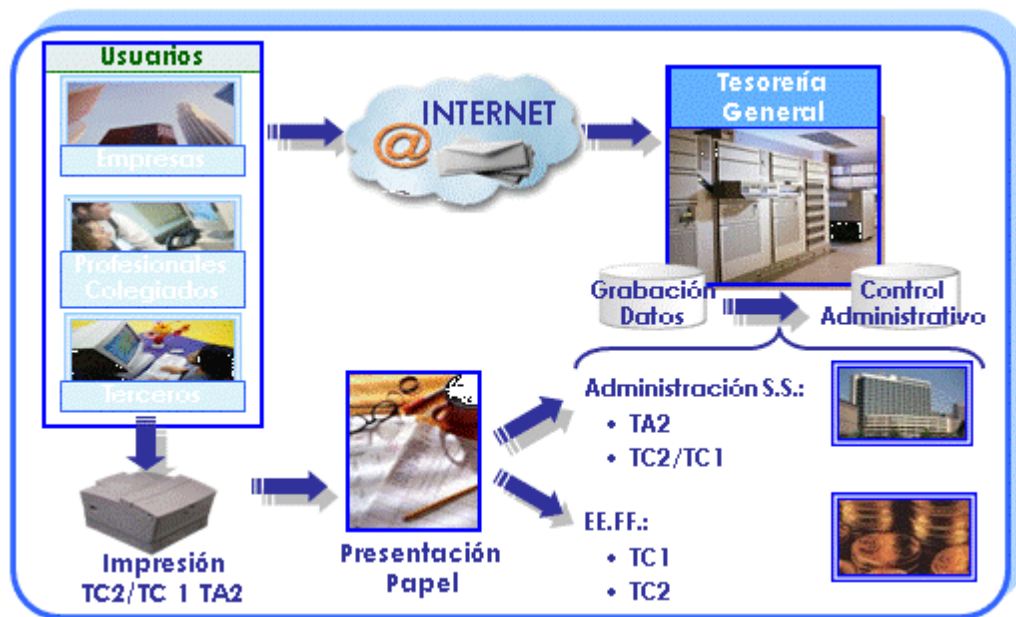 Usuarios
Empresas
Profesionales
Colegiados
Terceros
@ INTERNET
Tesorería
General
Grabación
Datos
Control
Administrativo
Impresión
TC2/TC 1 TA2
Presentación
Papel
Administración S.S.:
• TA2
• TC2/TC1
EE.FF.:
• TC1
• TC2